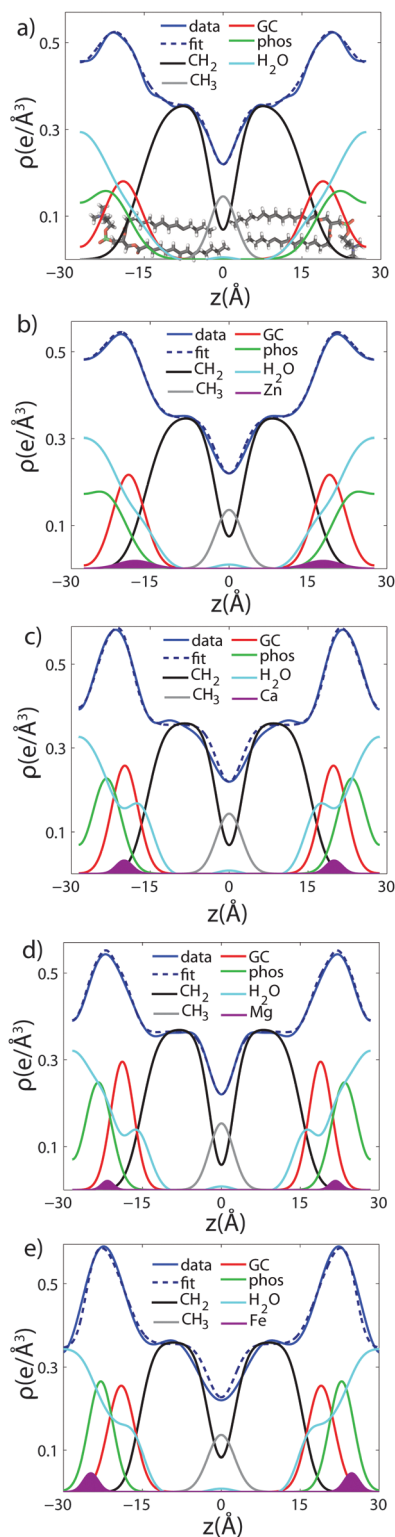 a)
data GC
fit phos
CH₂ H₂O
CH₃
ρ(e/Å³)
0.5
0.3
0.1
−30 −15 0 15 27
z(Å)
b)
data GC
fit phos
CH₂ H₂O
CH₃ Zn
ρ(e/Å³)
0.5
0.3
0.1
−30 −15 0 15 30
z(Å)
c)
data GC
fit phos
CH₂ H₂O
CH₃ Ca
ρ(e/Å³)
0.5
0.3
0.1
−30 −15 0 15 30
z(Å)
d)
data GC
fit phos
CH₂ H₂O
CH₃ Mg
ρ(e/Å³)
0.5
0.3
0.1
−30 −15 0 15 30
z(Å)
e)
data GC
fit phos
CH₂ H₂O
CH₃ Fe
ρ(e/Å³)
0.5
0.3
0.1
−30 −15 0 15 30
z(Å)